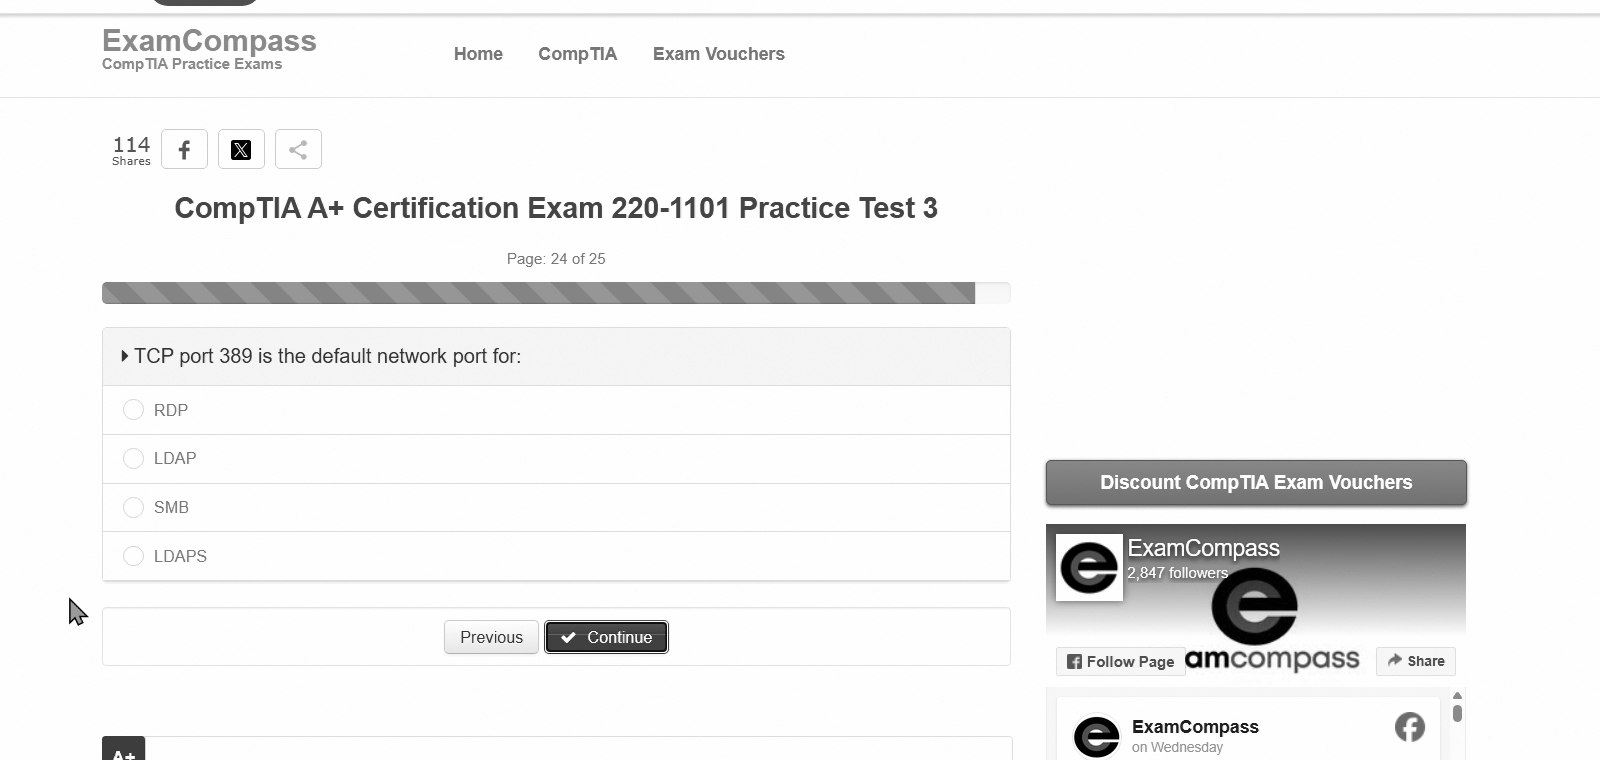 ExamCompass
CompTIA Practice Exams
Home CompTIA Exam Vouchers
114
Shares
CompTIA A+ Certification Exam 220-1101 Practice Test 3
Page: 24 of 25
TCP port 389 is the default network port for:
RDP
LDAP
SMB
LDAPS
Previous Continue
A+
Discount CompTIA Exam Vouchers
ExamCompass
2,847 followers
amcompass
Follow Page Share
ExamCompass
on Wednesday